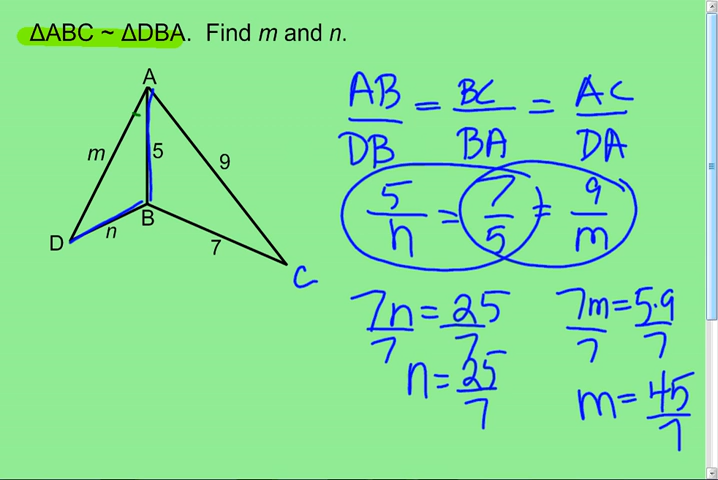 ΔABC ~ ΔDBA. Find m and n.
A
m
5
9
D
n
B
7
C
AB/DB = BC/BA = AC/DA
5/n = 7/5 = 9/m
7n/7 = 25/7
n = 25/7
7m/7 = 5·9/7
m = 45/7